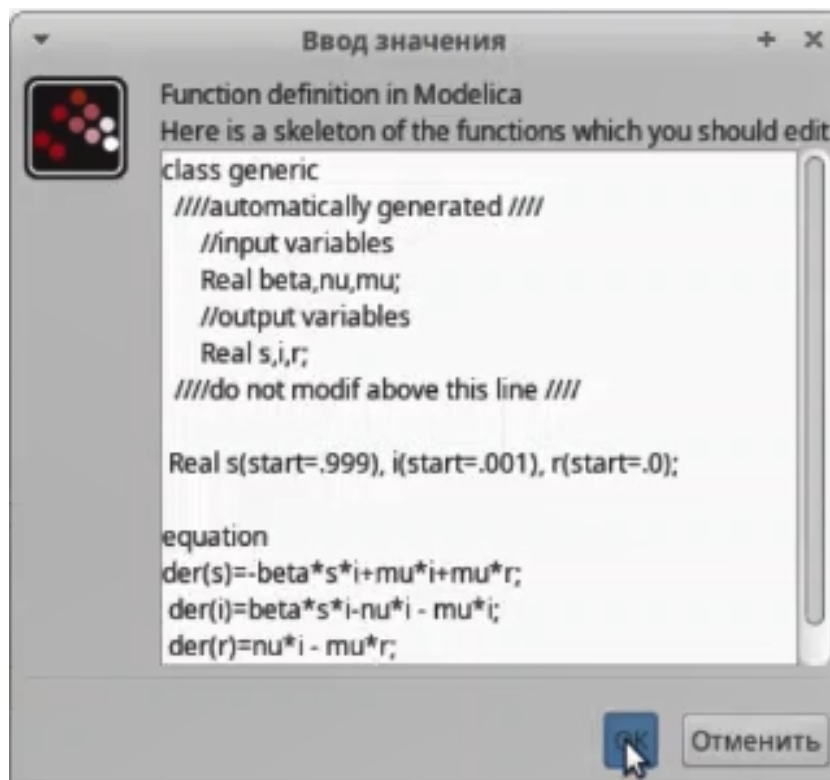 Ввод значения
Function definition in Modelica
Here is a skeleton of the functions which you should edit
class generic
////automatically generated ////
//input variables
Real beta,nu,mu;
//output variables
Real s,i,r;
////do not modif above this line ////
Real s(start=.999), i(start=.001), r(start=.0);
equation
der(s)=-beta*s*i+mu*i+mu*r;
der(i)=beta*s*i-nu*i - mu*i;
der(r)=nu*i - mu*r;
OK
Отменить